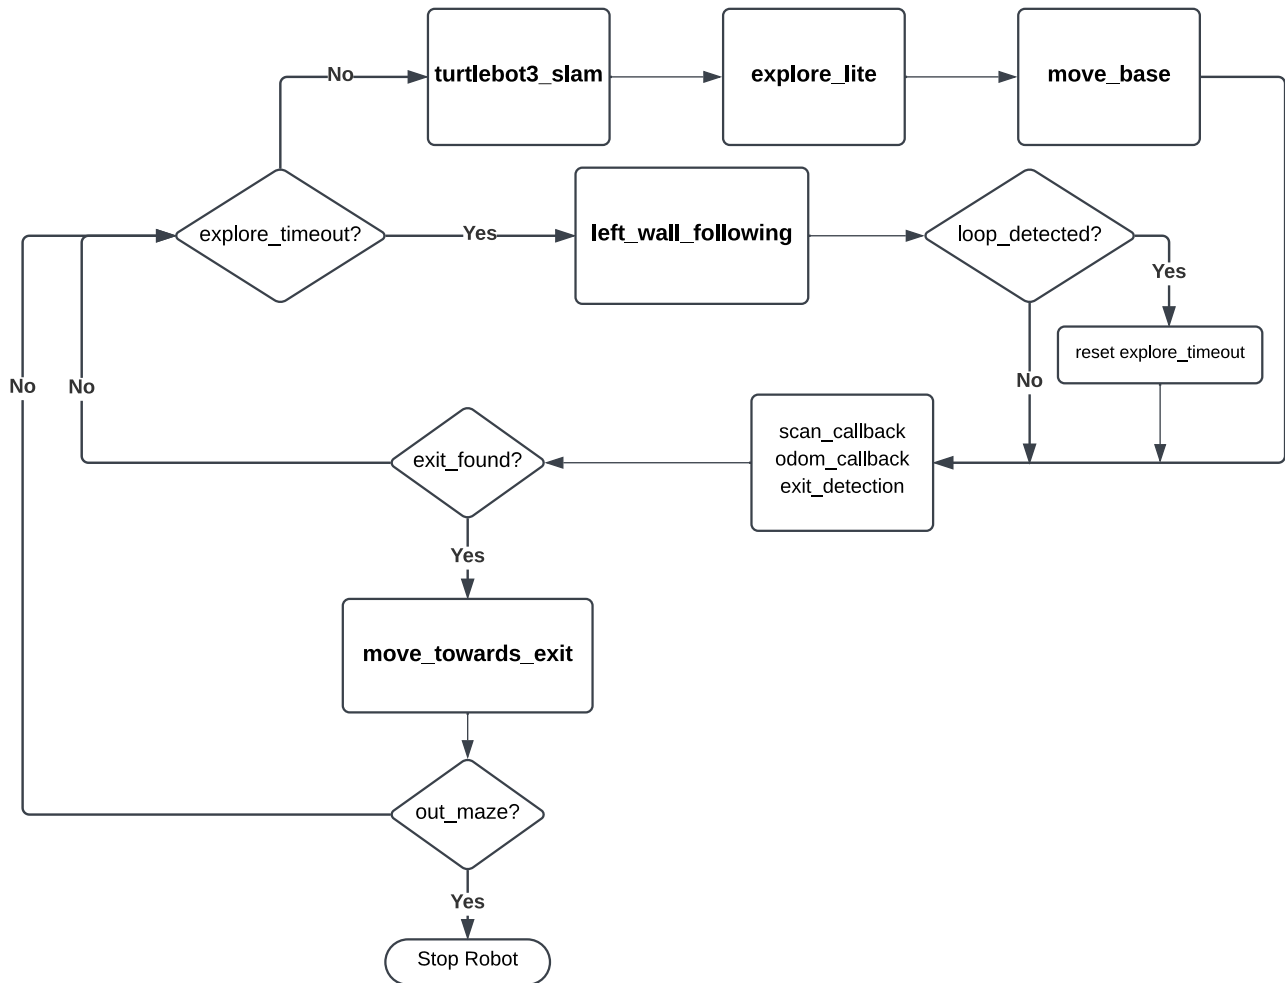 No
turtlebot3_slam
explore_lite
move_base
explore_timeout?
Yes
left_wall_following
loop_detected?
Yes
reset explore_timeout
No
No
No
scan_callback
odom_callback
exit_detection
exit_found?
Yes
move_towards_exit
out_maze?
Yes
Stop Robot